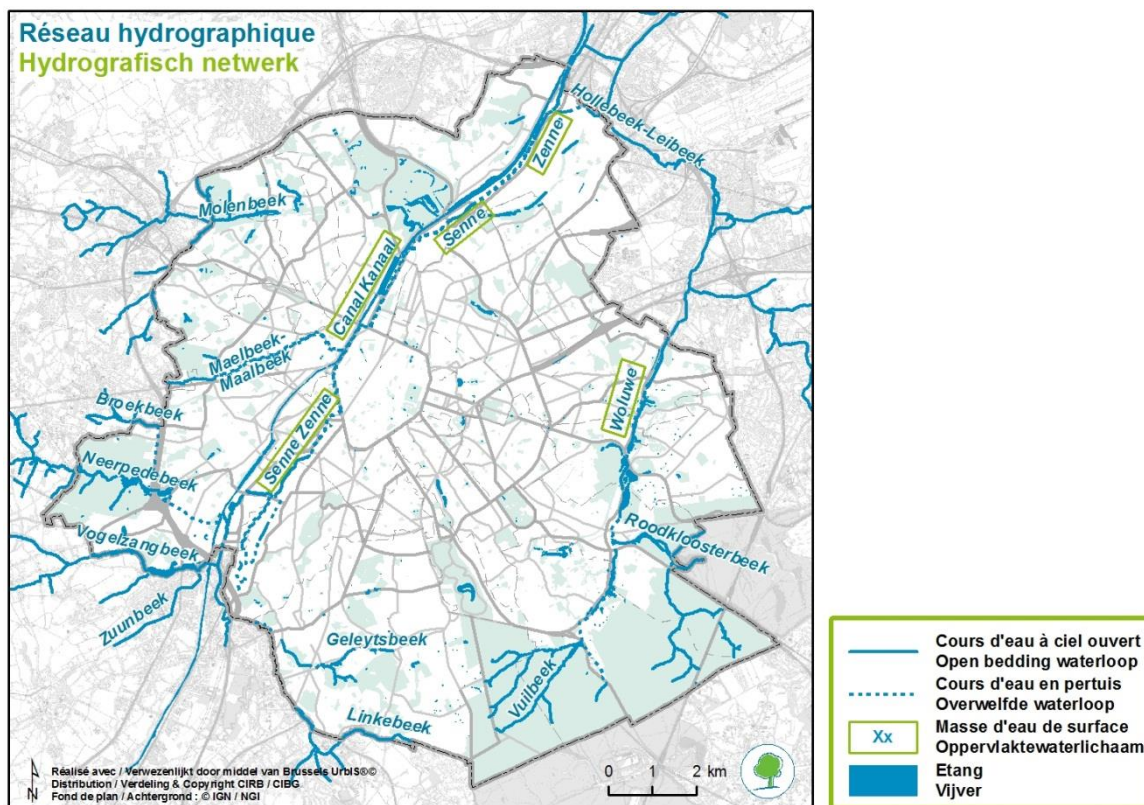 Réseau hydrographique
Hydrografisch netwerk
Hollebeek-Leibeek
Zenne
Molenbeek
Senne
Canal Kanaal
Maelbeek-
Maalbeek
Woluwe
Broekbeek
Senne Zenne
Neerpedebeek
Roodkloosterbeek
Vogelzangbeek
Zuunbeek
Geleytsbeek
Vuilbeek
Linkebeek
N
Réalisé avec / Verwezenlijkt door middel van Brussels UrbIS®©
Distribution / Verdeling & Copyright CIRB / CIBG
Fond de plan / Achtergrond : © IGN / NGI
0 1 2 km
Cours d'eau à ciel ouvert
Open bedding waterloop
Cours d'eau en pertuis
Overwelfde waterloop
Xx
Masse d'eau de surface
Oppervlaktewaterlichaam
Etang
Vijver